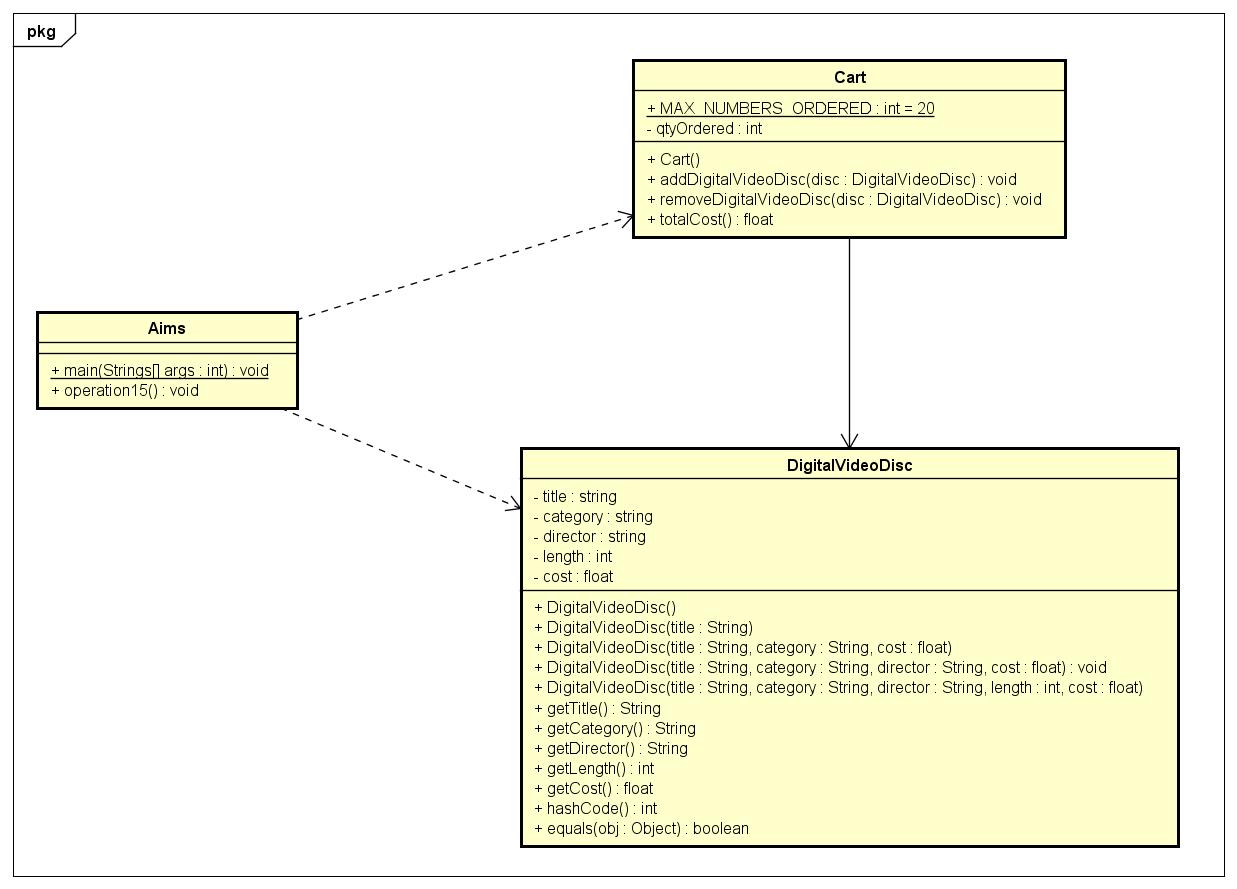 pkg
Cart
+ MAX_NUMBERS_ORDERED : int = 20
- qtyOrdered : int
+ Cart()
+ addDigitalVideoDisc(disc : DigitalVideoDisc) : void
+ removeDigitalVideoDisc(disc : DigitalVideoDisc) : void
+ totalCost() : float
Aims
+ main(Strings[] args : int) : void
+ operation15() : void
DigitalVideoDisc
- title : string
- category : string
- director : string
- length : int
- cost : float
+ DigitalVideoDisc()
+ DigitalVideoDisc(title : String)
+ DigitalVideoDisc(title : String, category : String, cost : float)
+ DigitalVideoDisc(title : String, category : String, director : String, cost : float) : void
+ DigitalVideoDisc(title : String, category : String, director : String, length : int, cost : float)
+ getTitle() : String
+ getCategory() : String
+ getDirector() : String
+ getLength() : int
+ getCost() : float
+ hashCode() : int
+ equals(obj : Object) : boolean